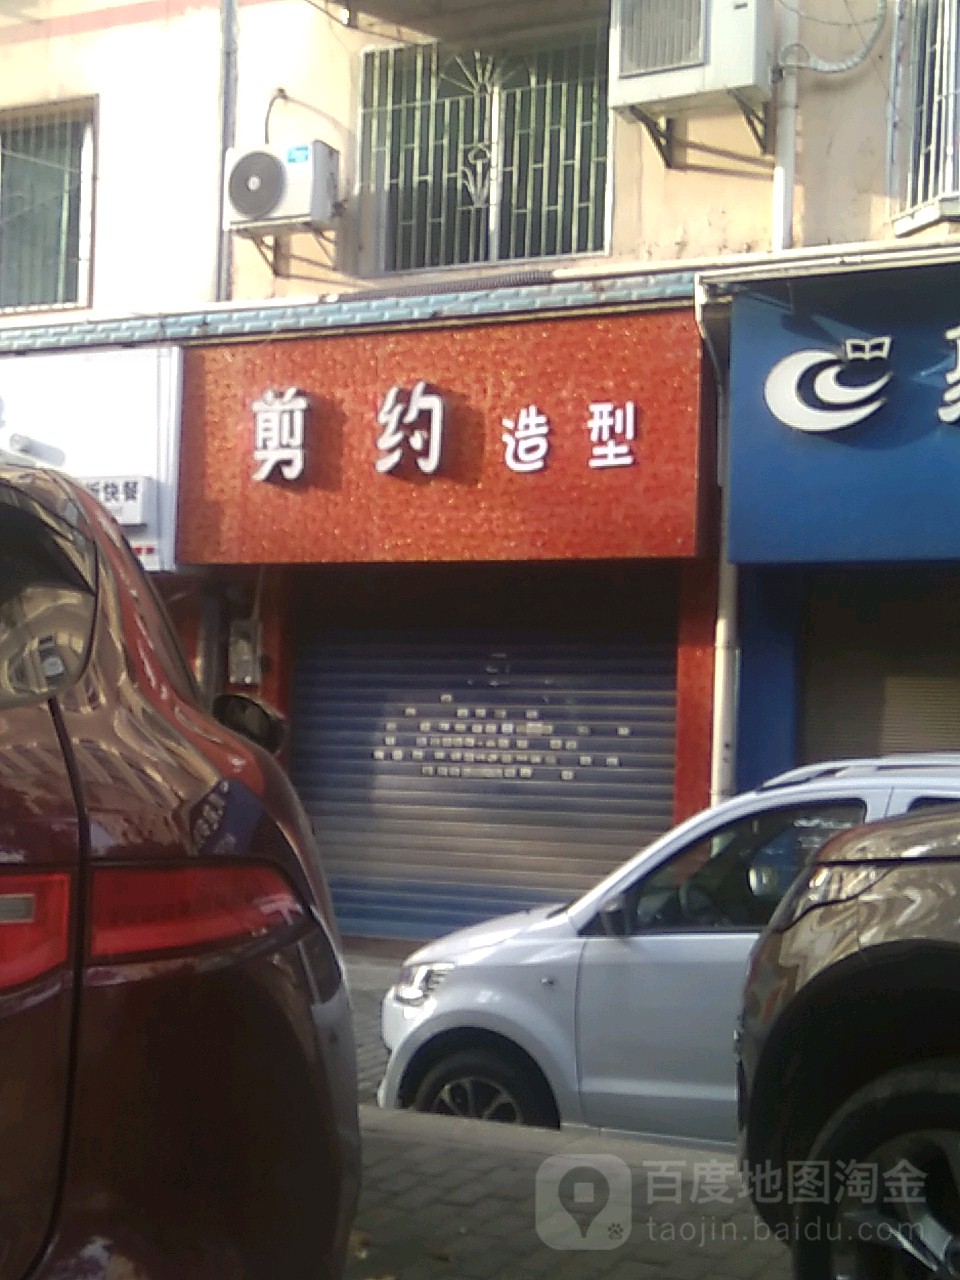 剪约造型
快餐
百度地图淘金
taojin.baidu.com